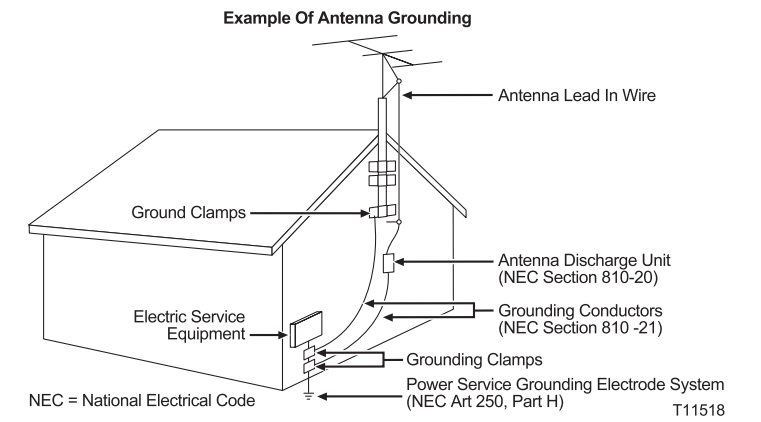 Example Of Antenna Grounding
Antenna Lead In Wire
Ground Clamps
Antenna Discharge Unit
(NEC Section 810-20)
Electric Service
Equipment
Grounding Conductors
(NEC Section 810 -21)
Grounding Clamps
Power Service Grounding Electrode System
(NEC Art 250, Part H)
NEC = National Electrical Code
T11518